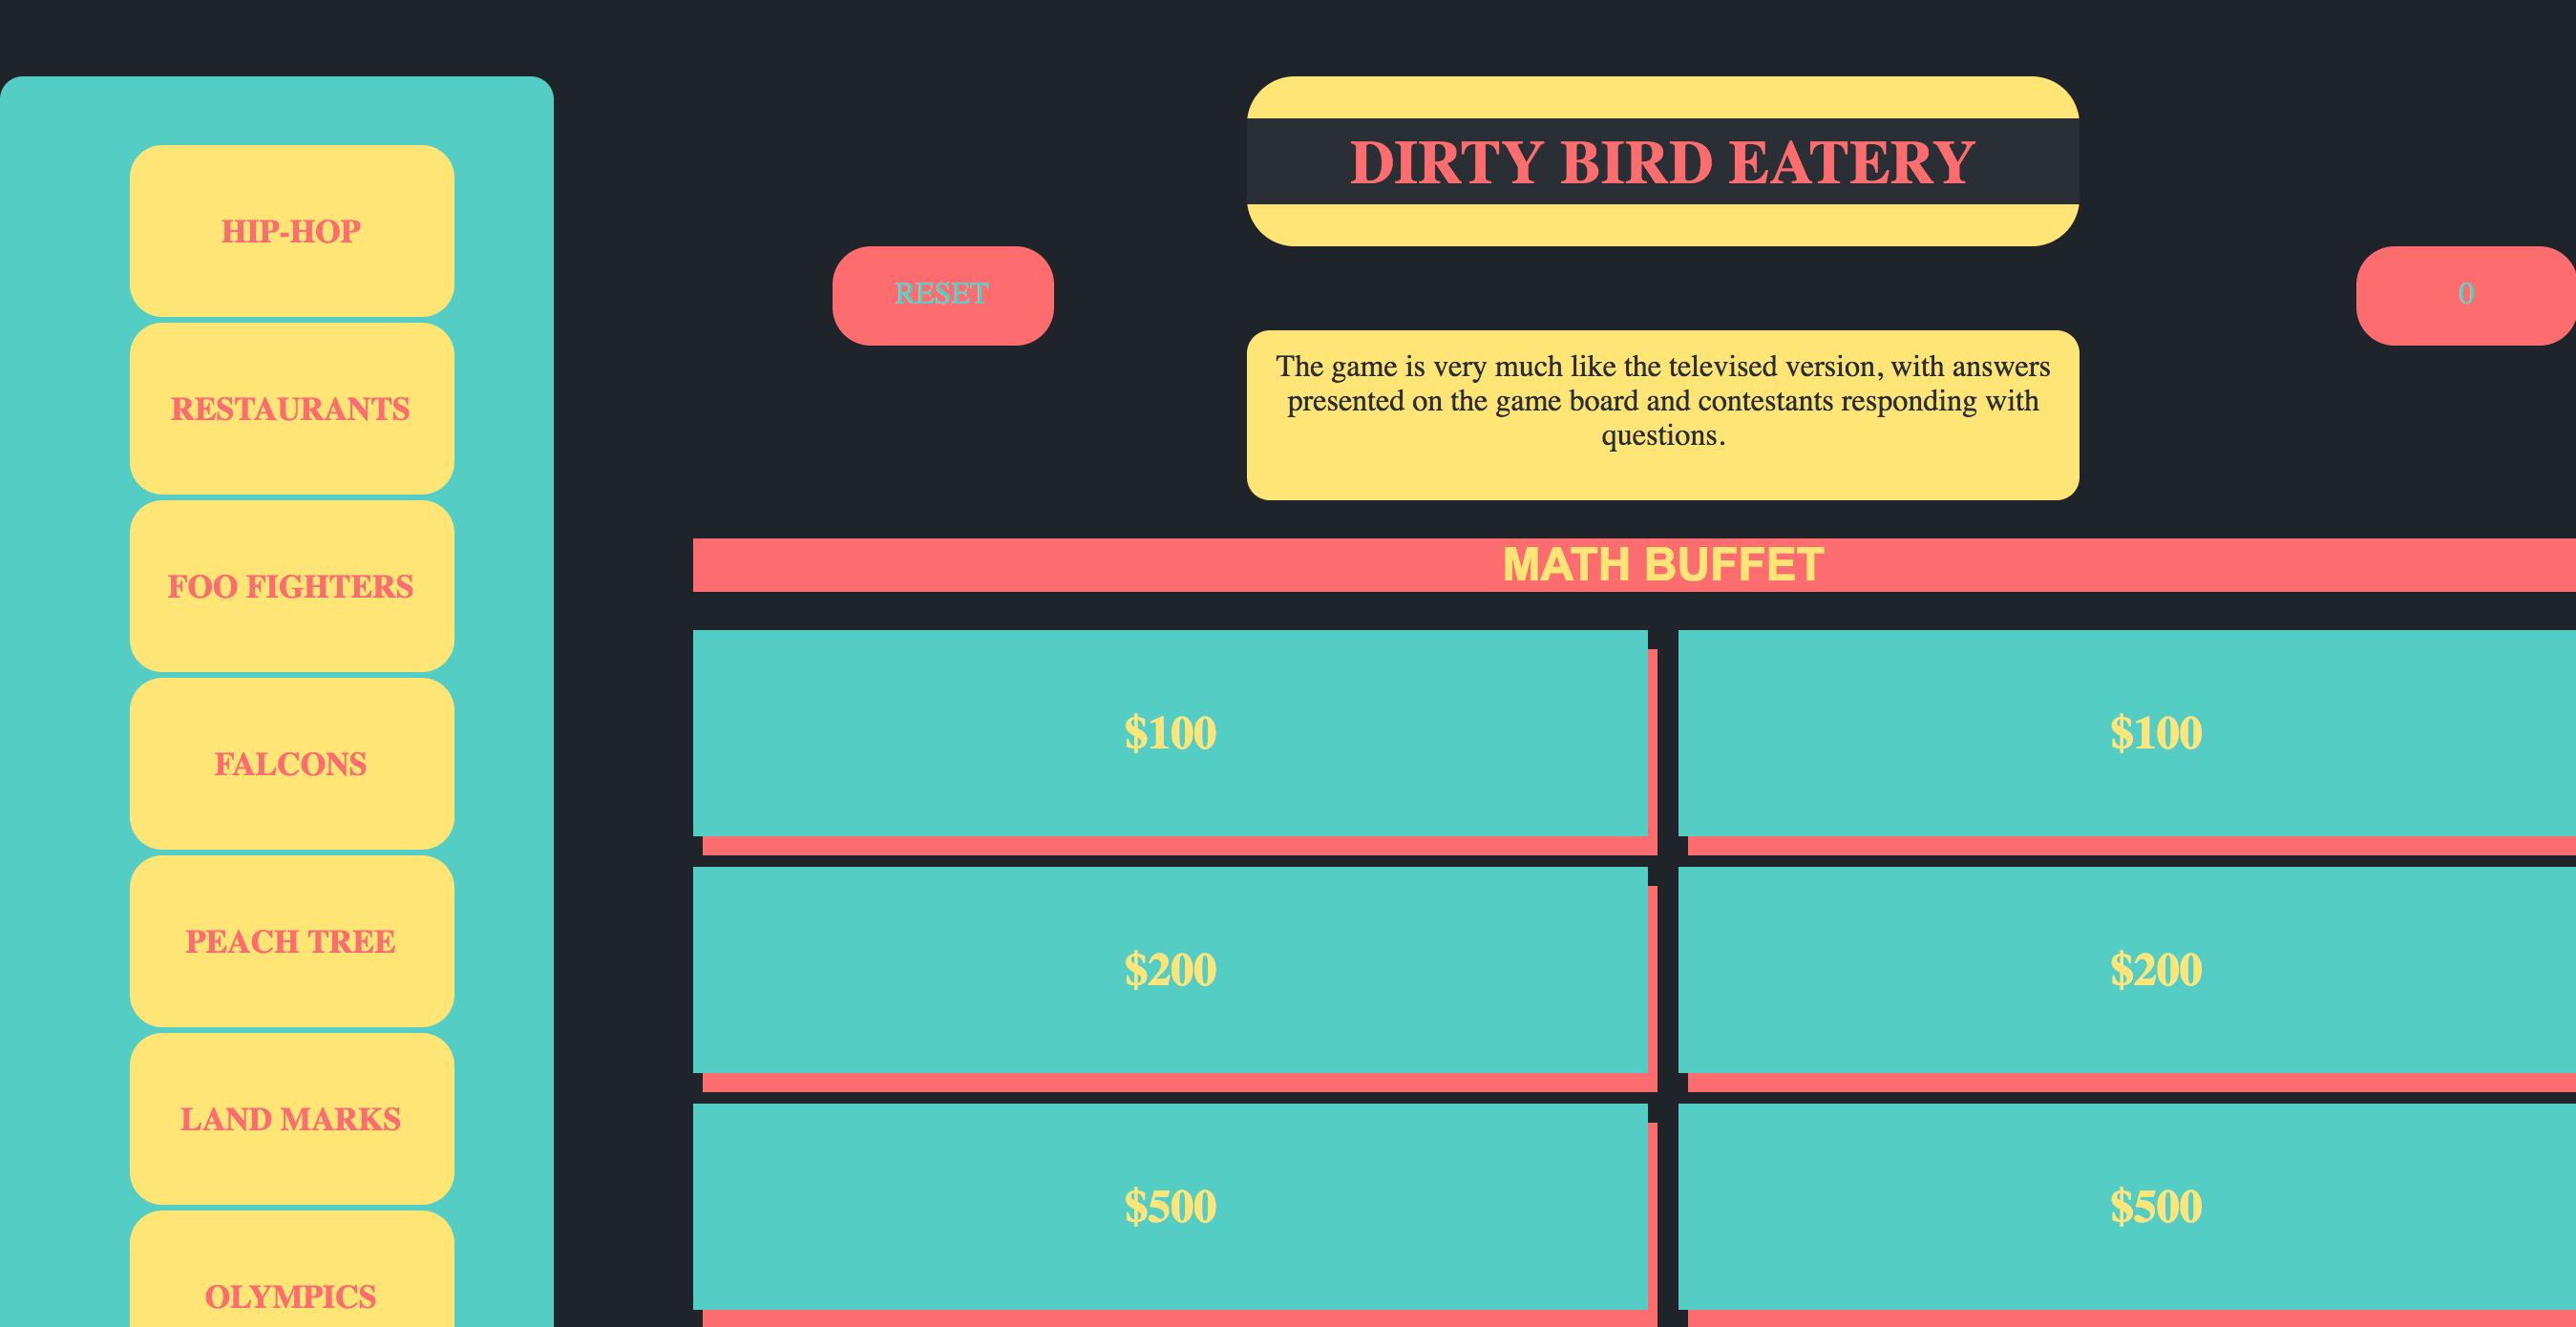 HIP-HOP
RESTAURANTS
FOO FIGHTERS
FALCONS
PEACH TREE
LAND MARKS
OLYMPICS
DIRTY BIRD EATERY
RESET
0
The game is very much like the televised version, with answers
presented on the game board and contestants responding with
questions.
MATH BUFFET
$100
$100
$200
$200
$500
$500